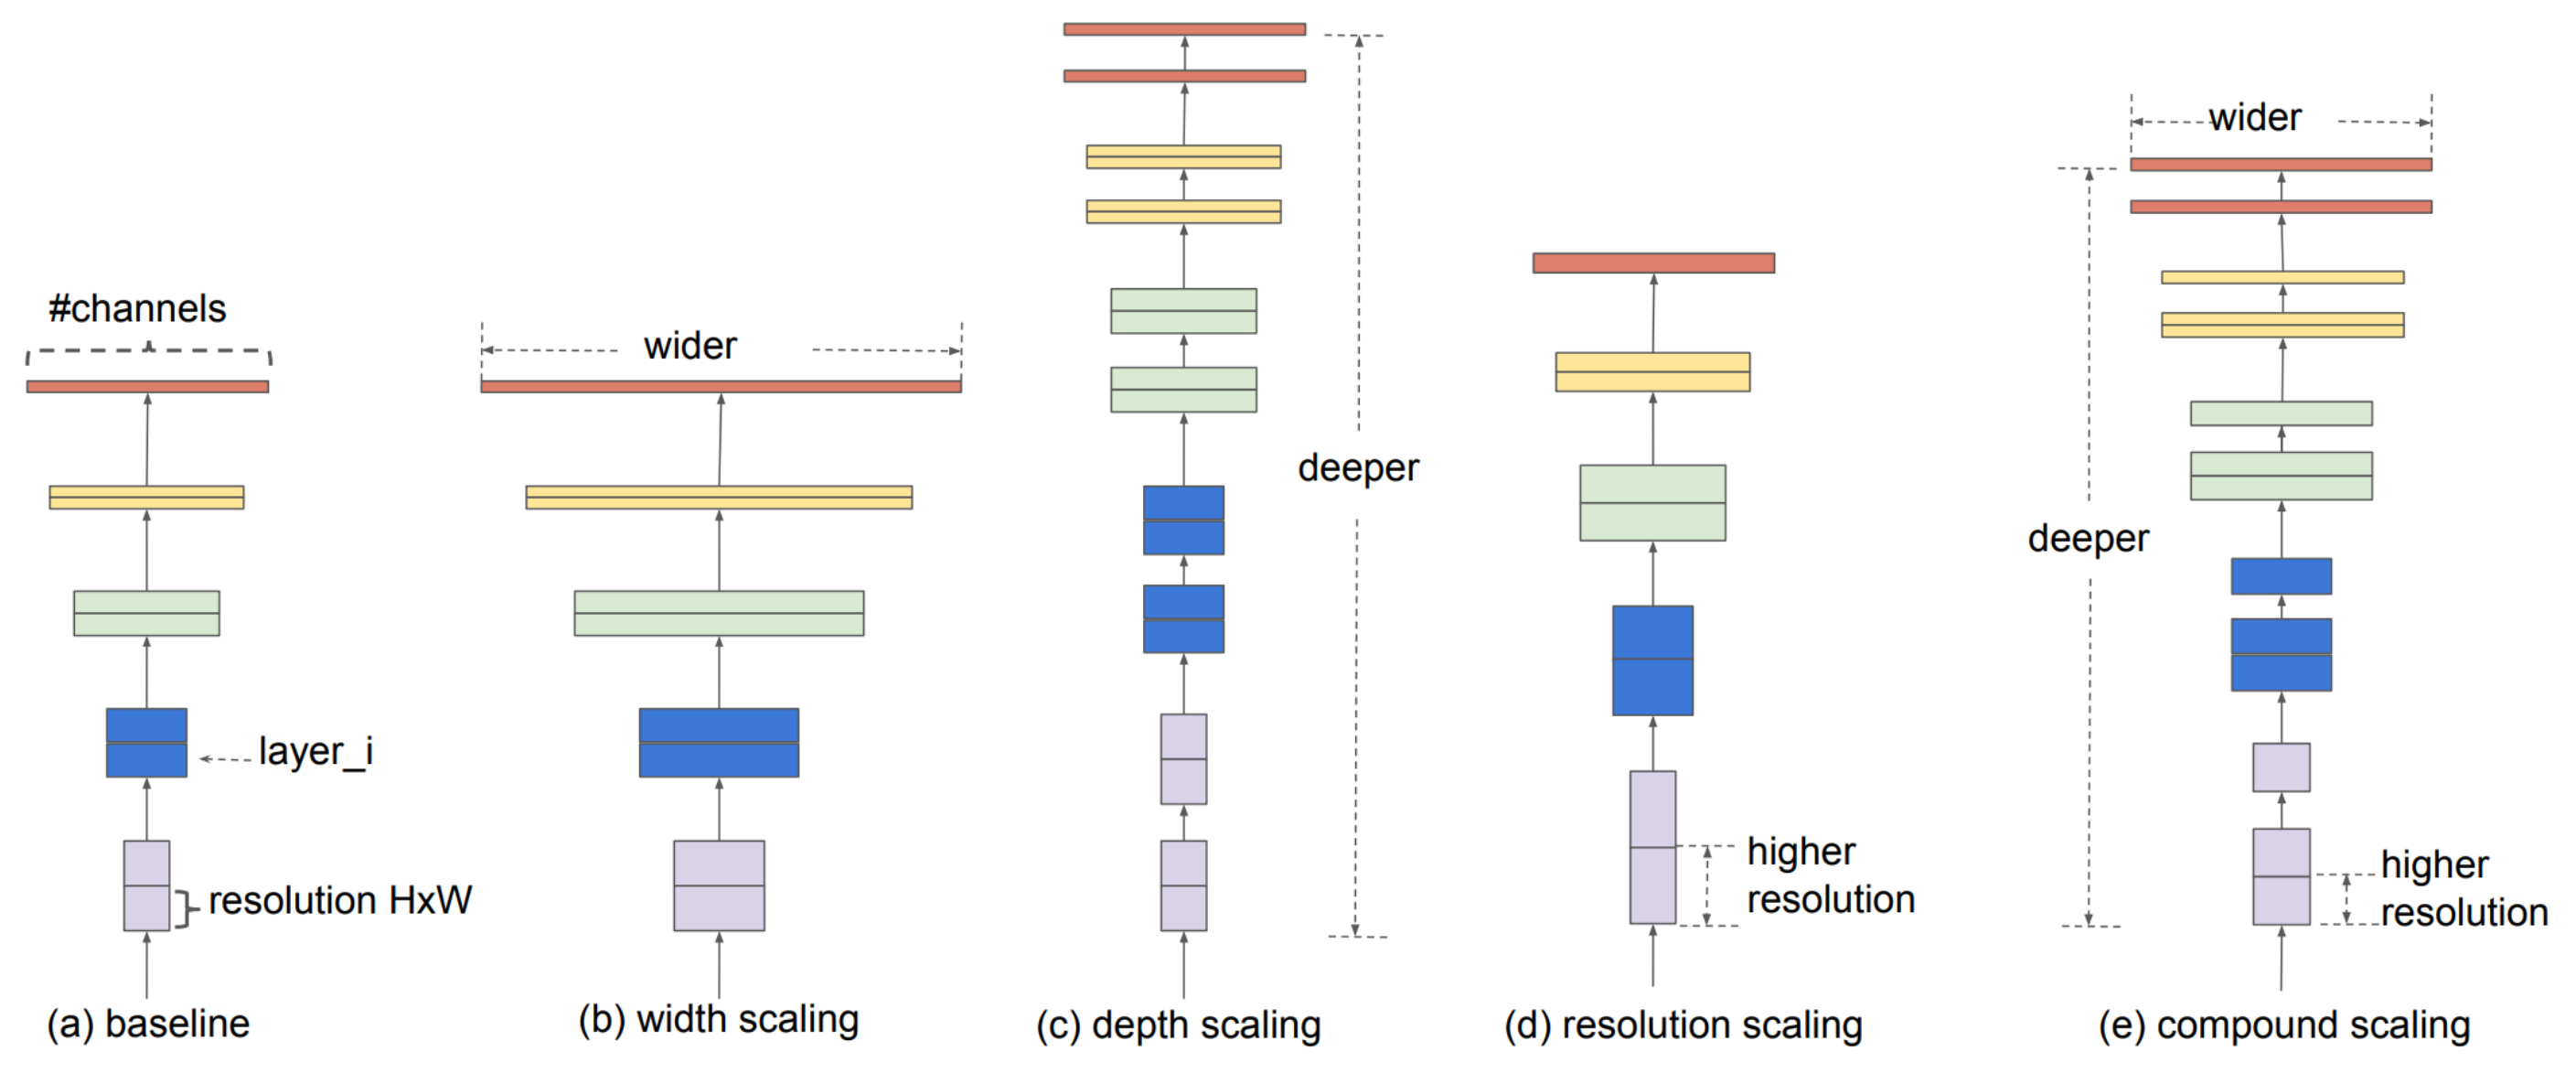 #channels
layer_i
resolution HxW
(a) baseline
wider
(b) width scaling
deeper
(c) depth scaling
higher
resolution
(d) resolution scaling
wider
deeper
higher
resolution
(e) compound scaling